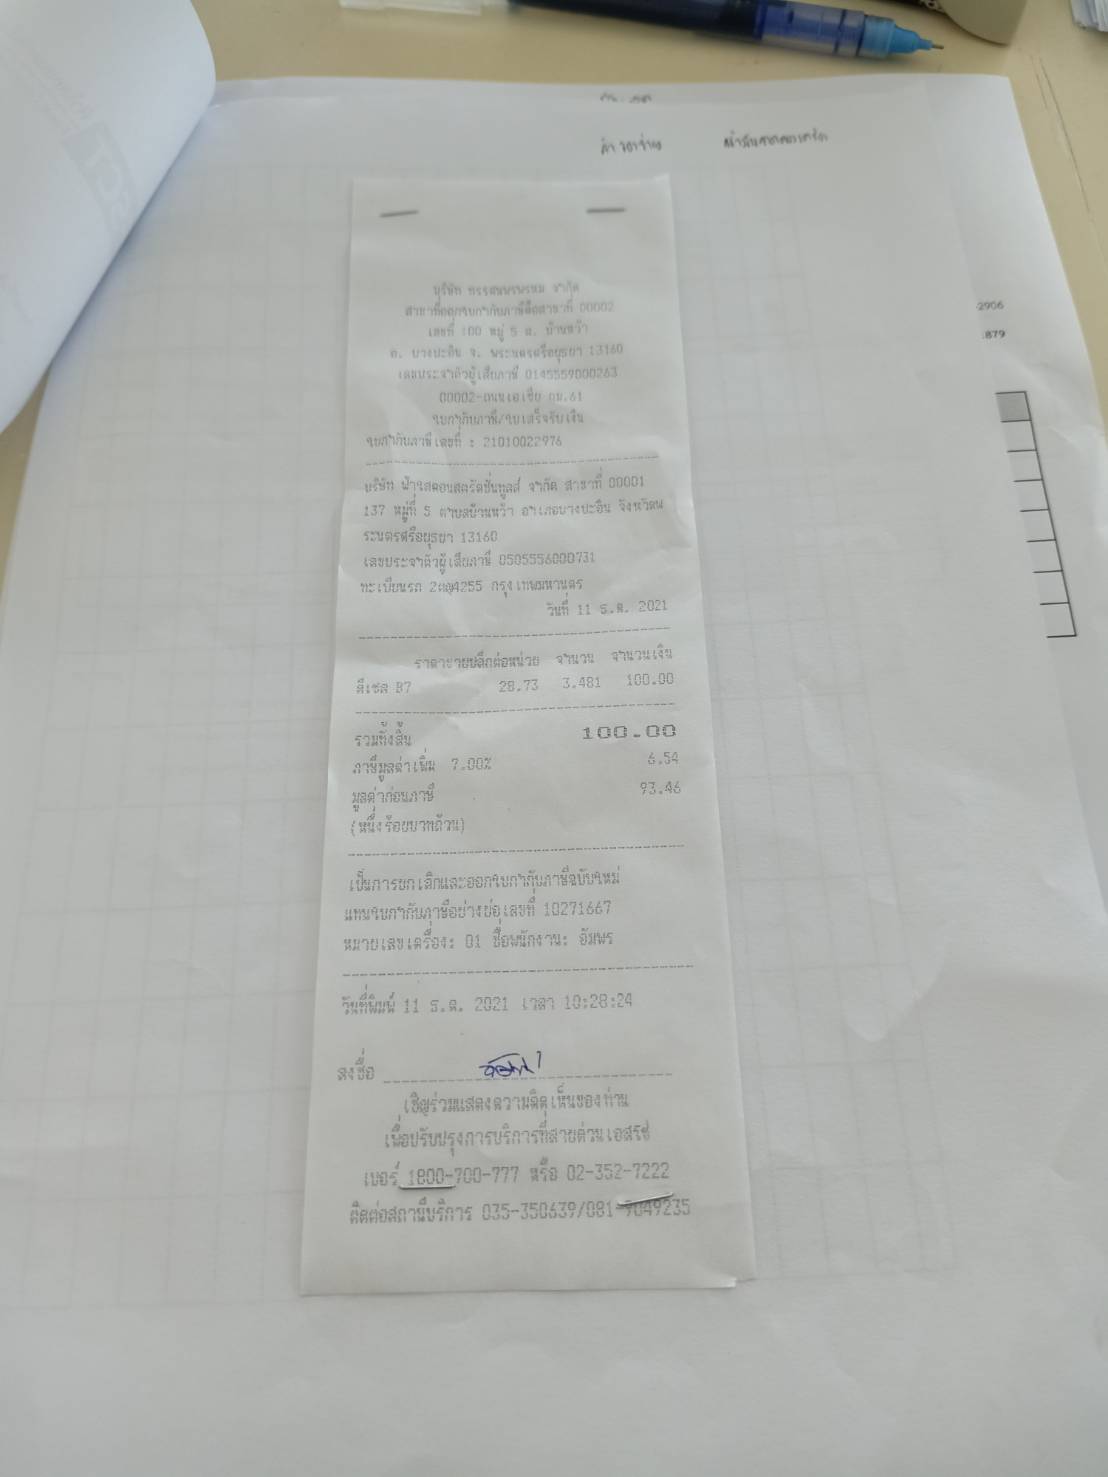 บริษัท
สาขาที่ออกใบกำกับภาษีคือสาขาที่ 00002
เลขที่ 100 หมู่ 5 ต. บ้านหว้า
อ. บางปะอิน จ. พระนครศรีอยุธยา 13160
เลขประจำตัวผู้เสียภาษี 0145559000263
00002-ถนนเอเชีย กม.61
ใบกำกับภาษี/ใบเสร็จรับเงิน
ใบกำกับภาษีเลขที่ : 21010022976
บริษัท ฟ้าใสคอนสตรัคชั่นทูลส์ จำกัด สาขาที่ 00001
137 หมู่ที่ 5 ตำบลบ้านหว้า อำเภอบางปะอิน จังหวัดพ
ระนครศรีอยุธยา 13160
เลขประจำตัวผู้เสียภาษี 0505556000731
ทะเบียนรถ กรุงเทพมหานคร
วันที่ 11 ธ.ค. 2021
ราคาขายปลีกต่อหน่วย จำนวน จำนวนเงิน
ดีเซล B7 28.73 3.481 100.00
รวมทั้งสิ้น 100.00
ภาษีมูลค่าเพิ่ม 7.00% 6.54
มูลค่าก่อนภาษี 93.46
(หนึ่งร้อยบาทถ้วน)
เป็นการยกเลิกและออกใบกำกับภาษีฉบับใหม่
แทนใบกำกับภาษีอย่างย่อเลขที่ 10271667
หมายเลขเครื่อง: 01 ชื่อพนักงาน: อัมพร
วันที่พิมพ์ 11 ธ.ค. 2021 เวลา 10:28:24
ลงชื่อ
เชิญร่วมแสดงความคิดเห็นของท่าน
เพื่อปรับปรุงการบริการที่สายด่วนเอสโซ่
เบอร์ 1800-700-777 หรือ 02-352-7222
ติดต่อสถานีบริการ 035-350639/081-9049235
2906
879